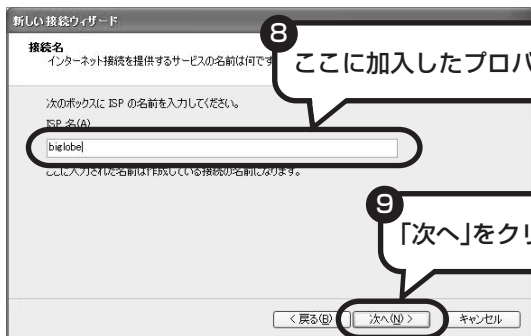 新しい接続ウィザード
接続名
インターネット接続を提供するサービスの名前は何です
8
ここに加入したプロバ
次のボックスに ISP の名前を入力してください。
ISP 名(A)
biglobe
ここに入力された名前は作成している接続の名前になります。
9
「次へ」をクリ
< 戻る(B)
次へ(N) >
キャンセル